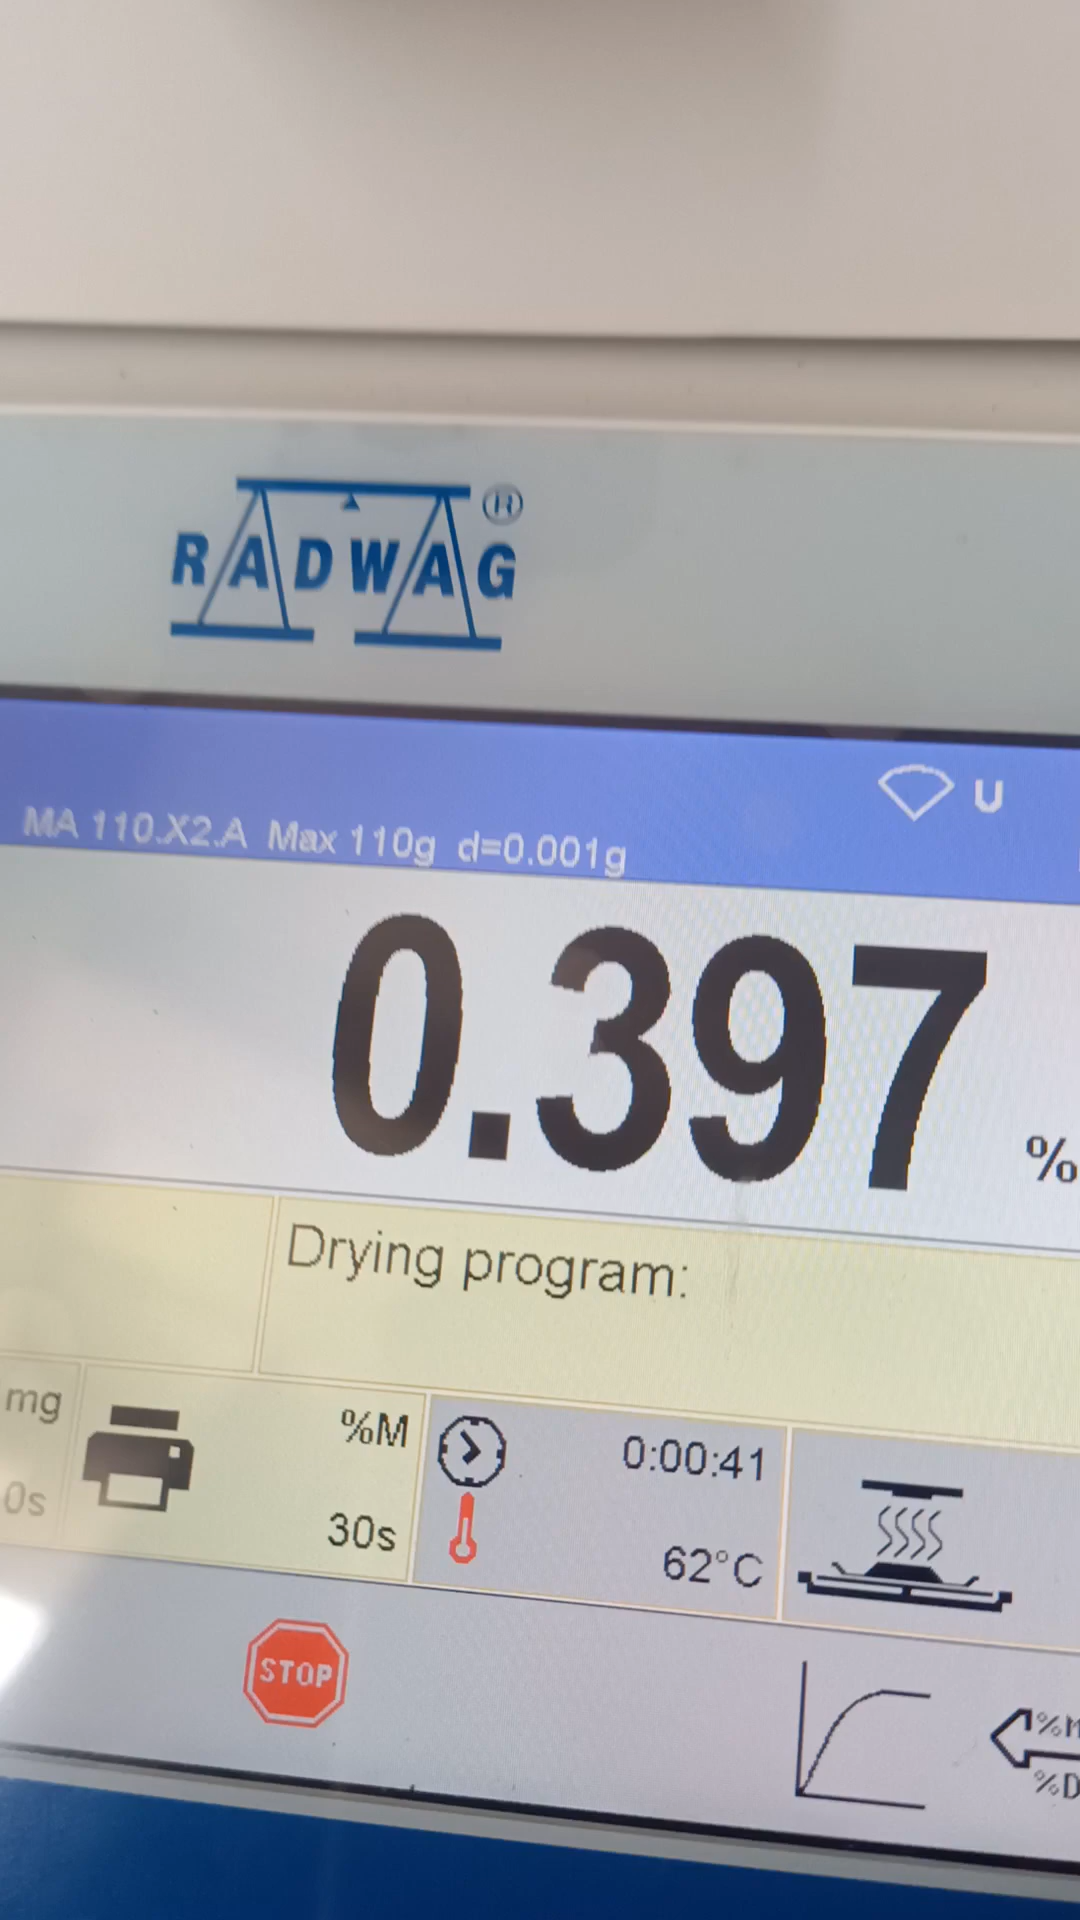 RADWAG®
U
MA 110.X2.A Max 110g d=0.001g
0.397 %
Drying program:
mg
%M
0:00:41
0s
30s
62°C
STOP
%M
%D